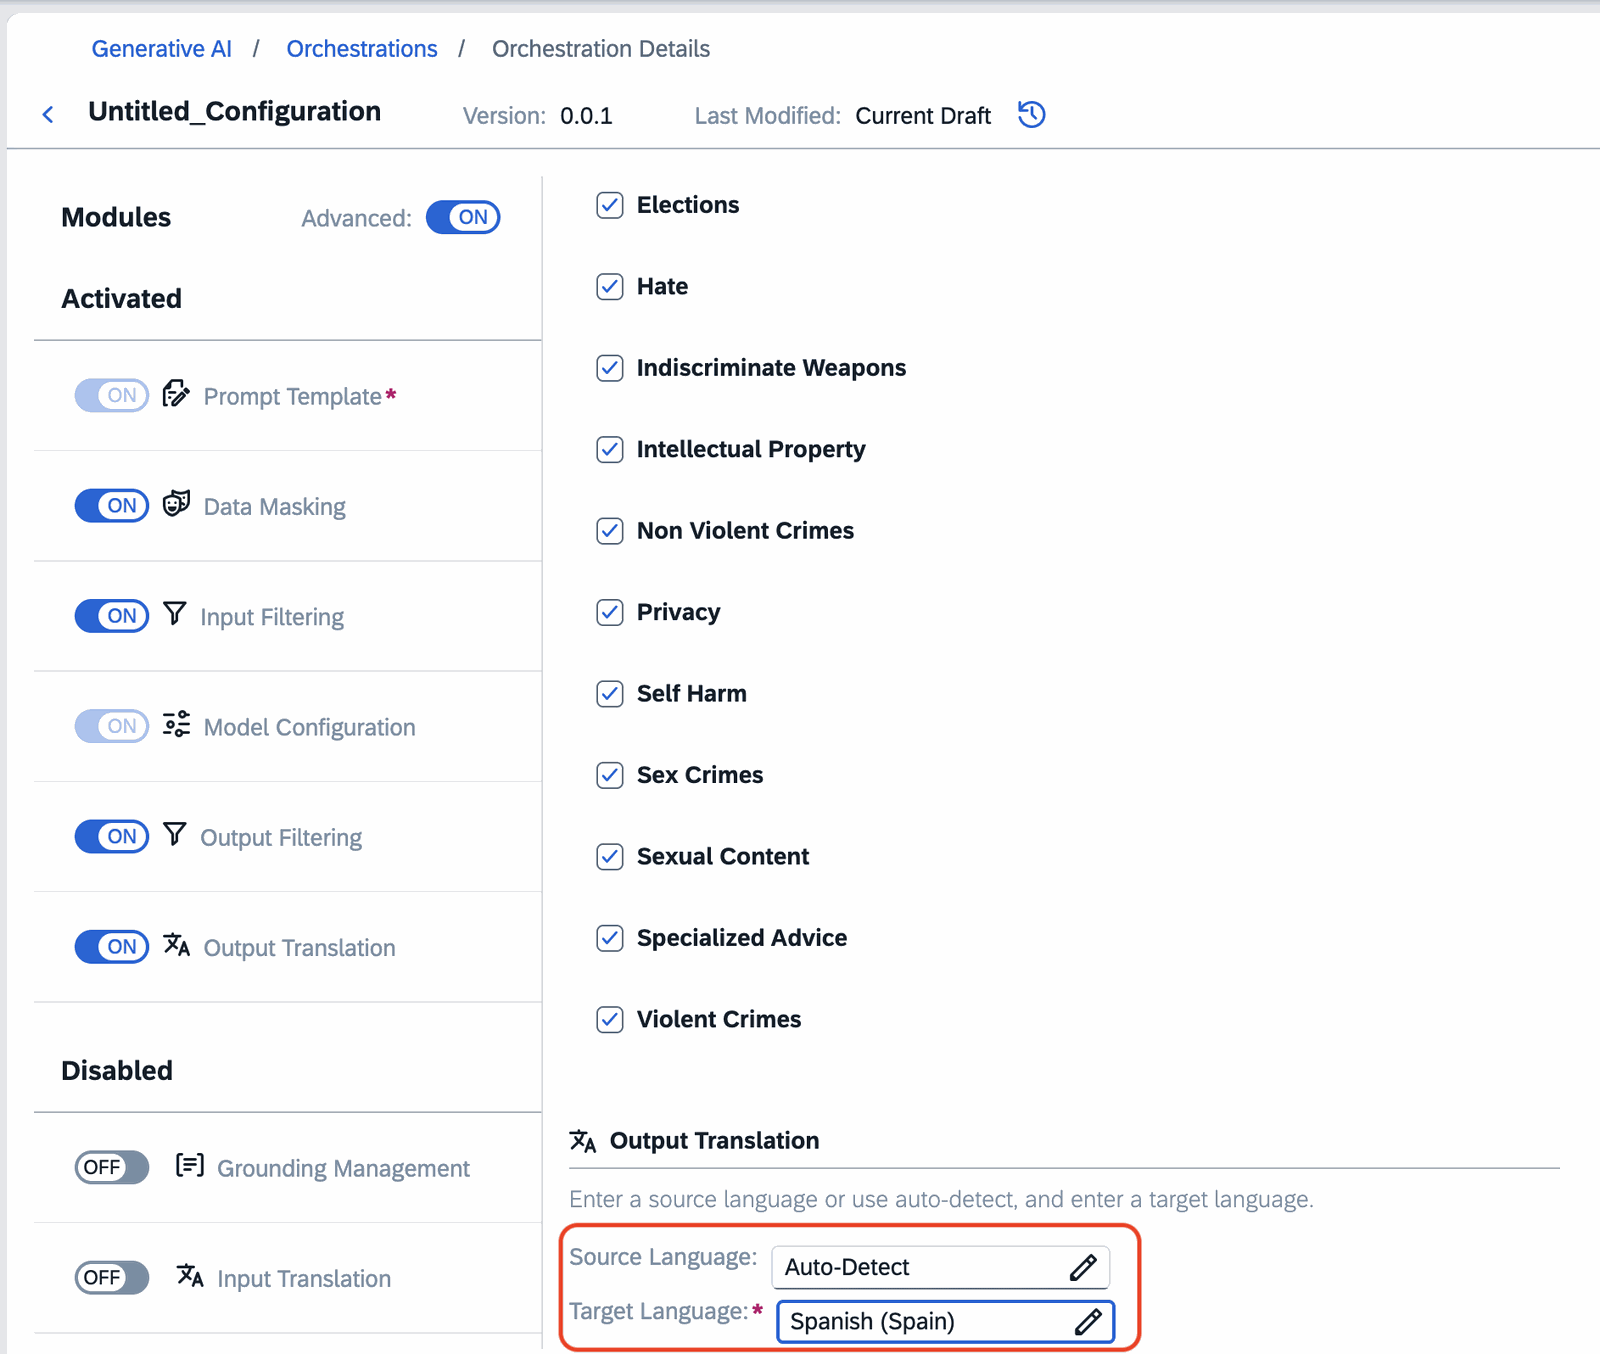 Generative AI / Orchestrations / Orchestration Details
Untitled_Configuration Version: 0.0.1 Last Modified: Current Draft
Modules Advanced: ON
Activated
ON Prompt Template*
ON Data Masking
ON Input Filtering
ON Model Configuration
ON Output Filtering
ON Output Translation
Disabled
OFF Grounding Management
OFF Input Translation
Elections
Hate
Indiscriminate Weapons
Intellectual Property
Non Violent Crimes
Privacy
Self Harm
Sex Crimes
Sexual Content
Specialized Advice
Violent Crimes
Output Translation
Enter a source language or use auto-detect, and enter a target language.
Source Language: Auto-Detect
Target Language:* Spanish (Spain)